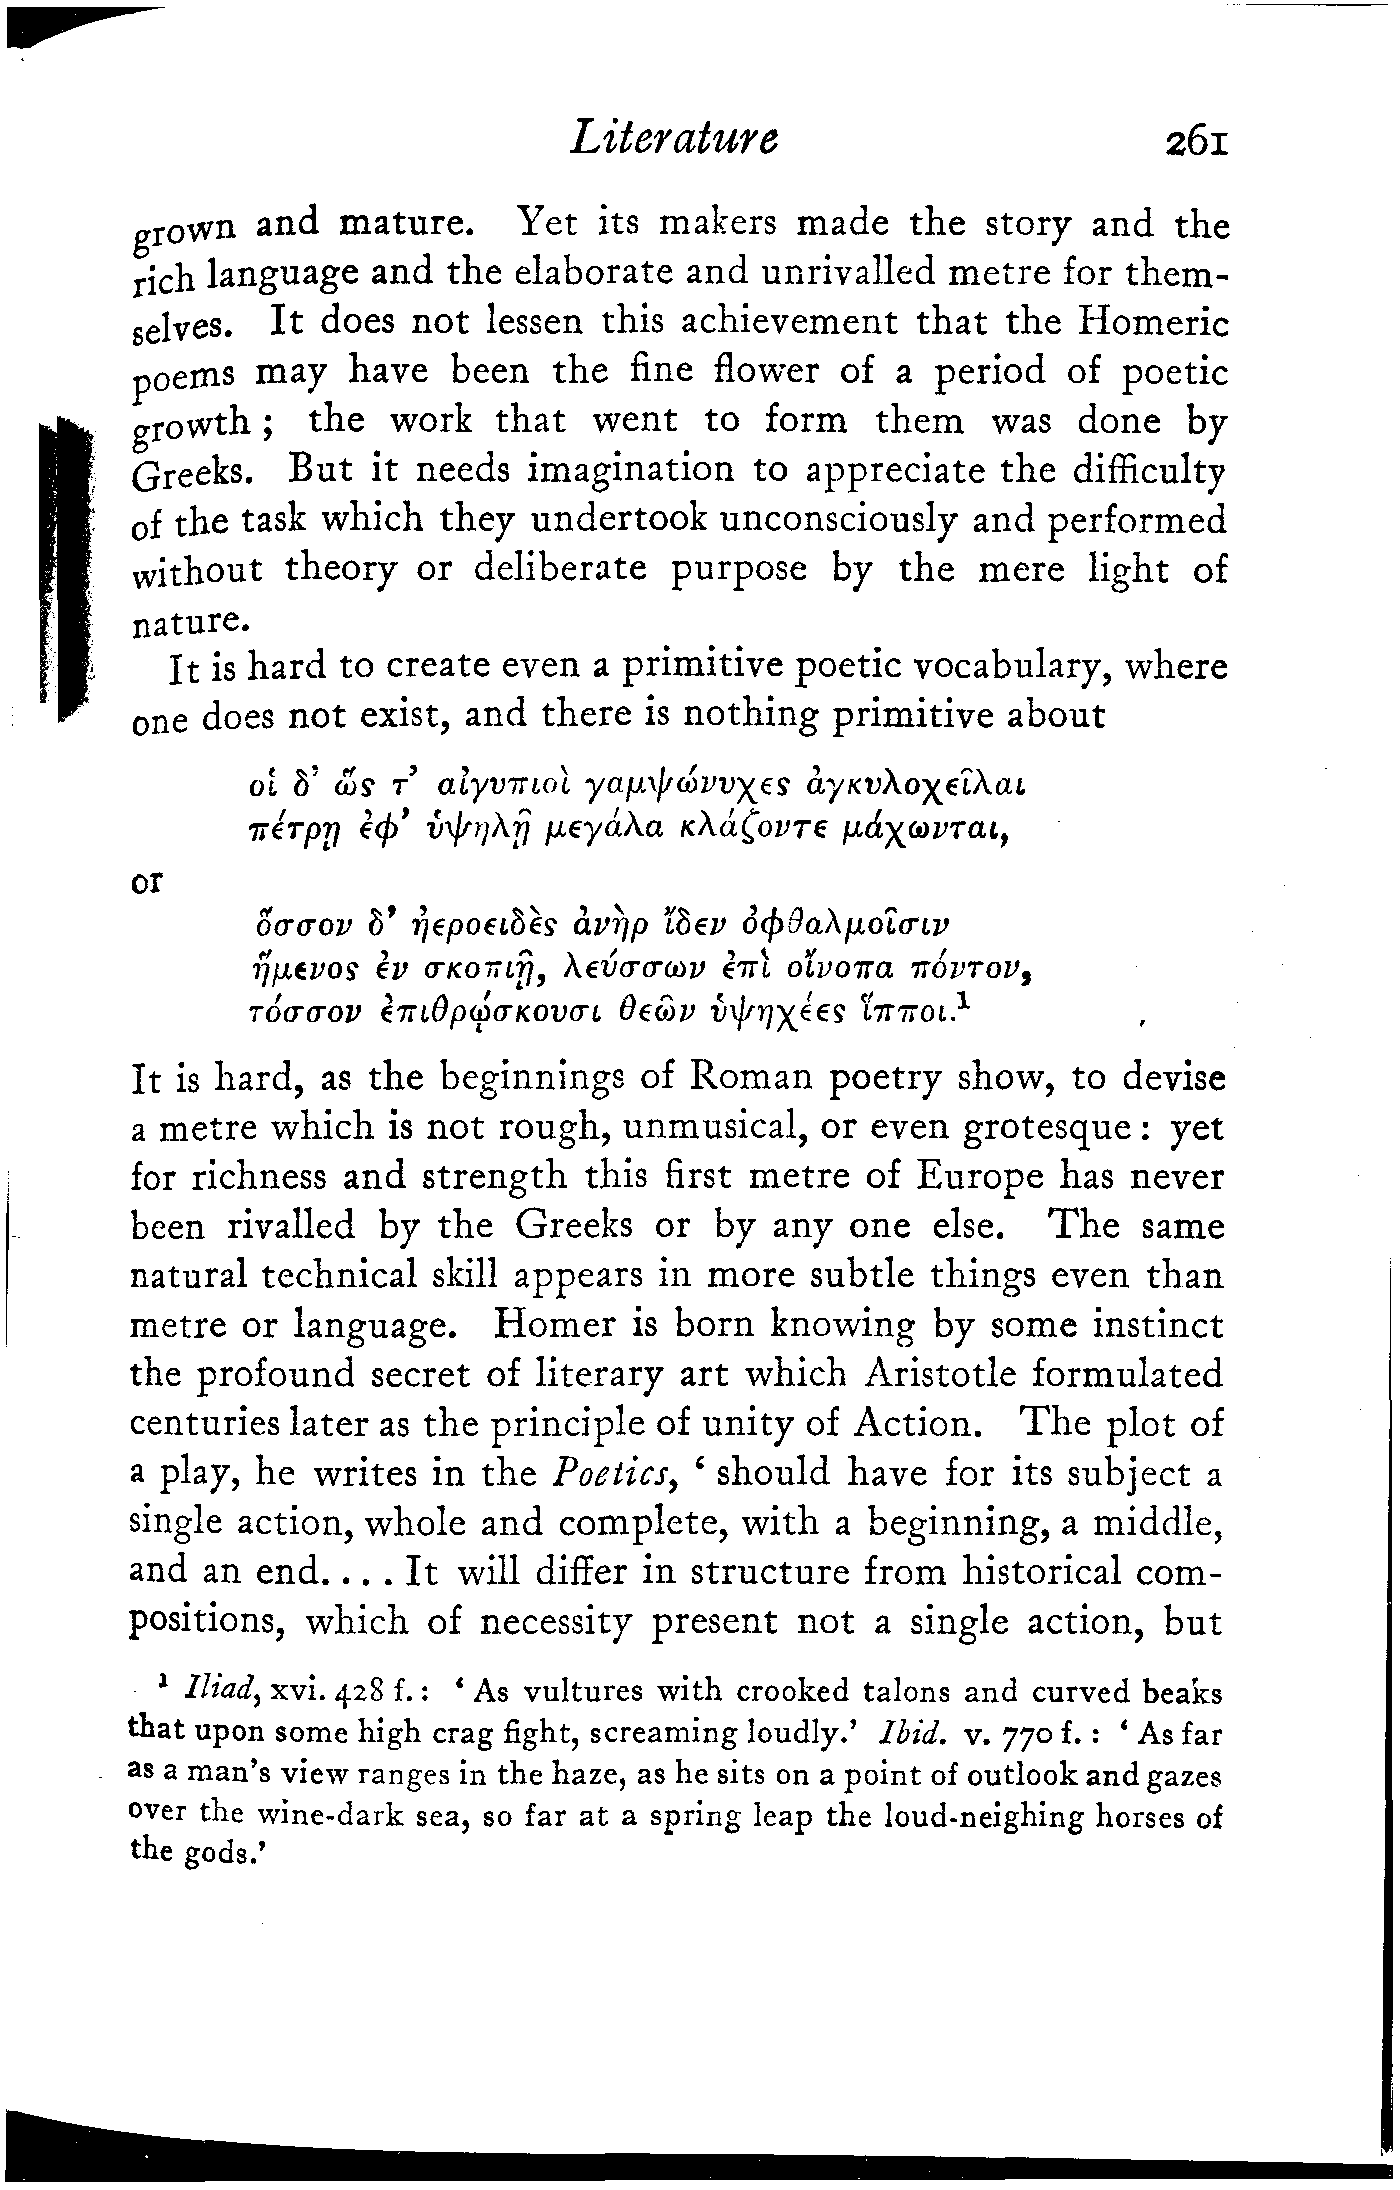 Literature 261
grown and mature. Yet its makers made the story and the
rich language and the elaborate and unrivalled metre for them-
selves. It does not lessen this achievement that the Homeric
poems may have been the fine flower of a period of poetic
growth ; the work that went to form them was done by
Greeks. But it needs imagination to appreciate the difficulty
of the task which they undertook unconsciously and performed
without theory or deliberate purpose by the mere light of
nature.
It is hard to create even a primitive poetic vocabulary, where
one does not exist, and there is nothing primitive about
οἱ δ’ ὥς τ’ αἰγυπιοὶ γαμψώνυχες ἀγκυλοχεῖλαι
πέτρῃ ἐφ’ ὑψηλῇ μεγάλα κλάζοντε μάχωνται,
or
ὅσσον δ’ ἠεροειδὲς ἀνὴρ ἴδεν ὀφθαλμοῖσιν
ἥμενος ἐν σκοπιῇ, λεύσσων ἐπὶ οἴνοπα πόντον,
τόσσον ἐπιθρῴσκουσι θεῶν ὑψηχέες ἵπποι.¹
It is hard, as the beginnings of Roman poetry show, to devise
a metre which is not rough, unmusical, or even grotesque : yet
for richness and strength this first metre of Europe has never
been rivalled by the Greeks or by any one else. The same
natural technical skill appears in more subtle things even than
metre or language. Homer is born knowing by some instinct
the profound secret of literary art which Aristotle formulated
centuries later as the principle of unity of Action. The plot of
a play, he writes in the Poetics, ‘ should have for its subject a
single action, whole and complete, with a beginning, a middle,
and an end. . . . It will differ in structure from historical com-
positions, which of necessity present not a single action, but
¹ Iliad, xvi. 428 f. : ‘ As vultures with crooked talons and curved beaks
that upon some high crag fight, screaming loudly.’ Ibid. v. 770 f. : ‘ As far
as a man’s view ranges in the haze, as he sits on a point of outlook and gazes
over the wine-dark sea, so far at a spring leap the loud-neighing horses of
the gods.’